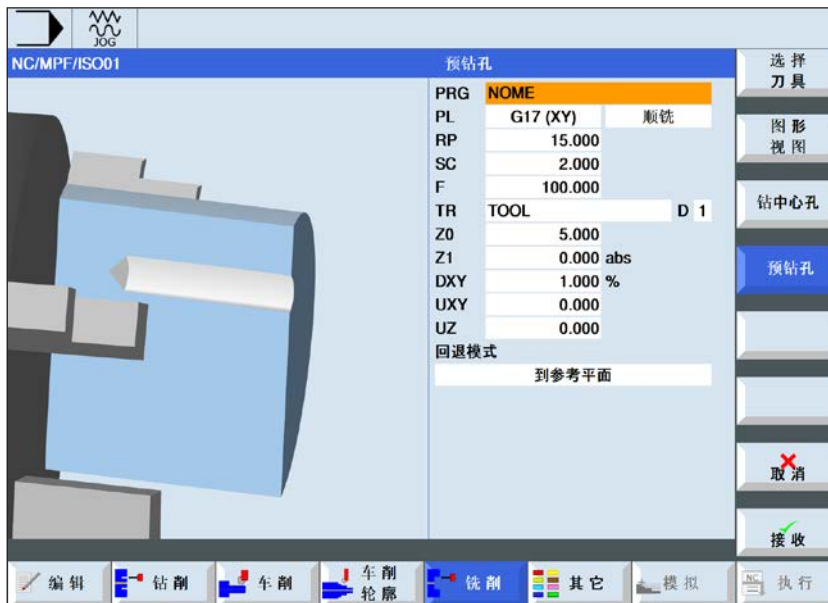 JOG
NC/MPF/ISO01 预钻孔
PRG NOME
PL G17 (XY) 顺铣
RP 15.000
SC 2.000
F 100.000
TR TOOL D 1
Z0 5.000
Z1 0.000 abs
DXY 1.000 %
UXY 0.000
UZ 0.000
回退模式
到参考平面
选择
刀具
图形
视图
钻中心孔
预钻孔
取消
接收
编辑
钻削
车削
车削
轮廓
铣削
其它
模拟
NC
执行